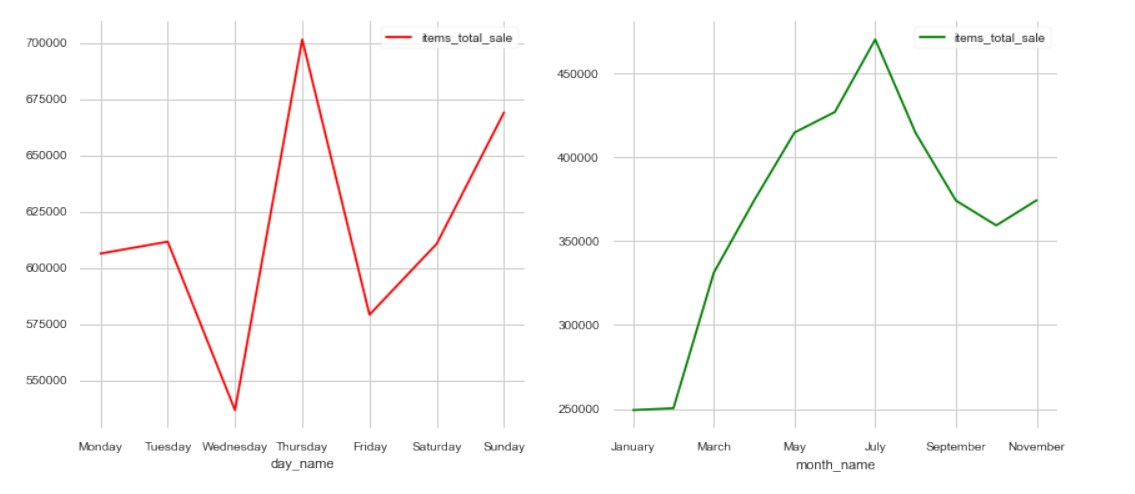 items_total_sale
700000
675000
650000
625000
600000
575000
550000
Monday Tuesday Wednesday Thursday Friday Saturday Sunday
day_name
items_total_sale
450000
400000
350000
300000
250000
January March May July September November
month_name